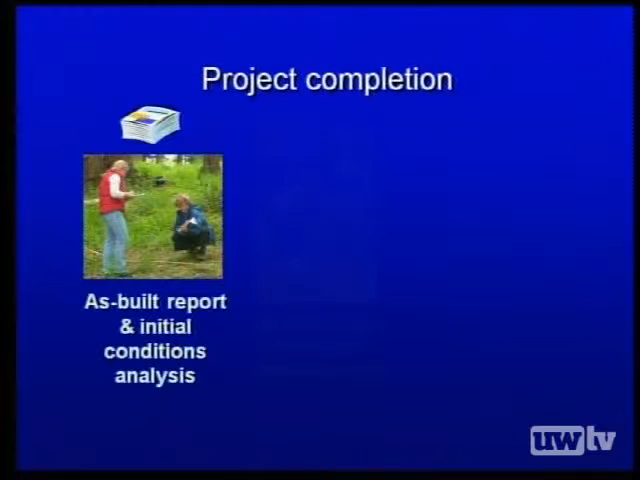 Project completion
As-built report
& initial
conditions
analysis
uwtv